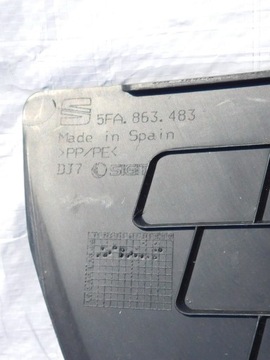 5FA.863.483
Made in Spain
>PP/PE<
DJ7